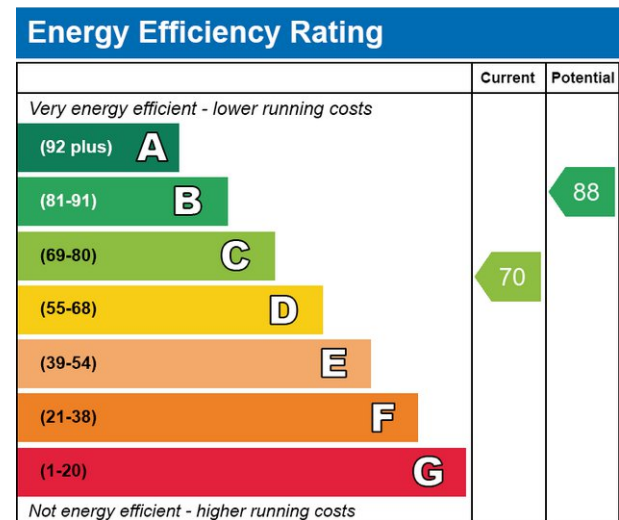 Energy Efficiency Rating
Current Potential
Very energy efficient - lower running costs
(92 plus) A
(81-91) B
88
(69-80) C
70
(55-68) D
(39-54) E
(21-38) F
(1-20) G
Not energy efficient - higher running costs